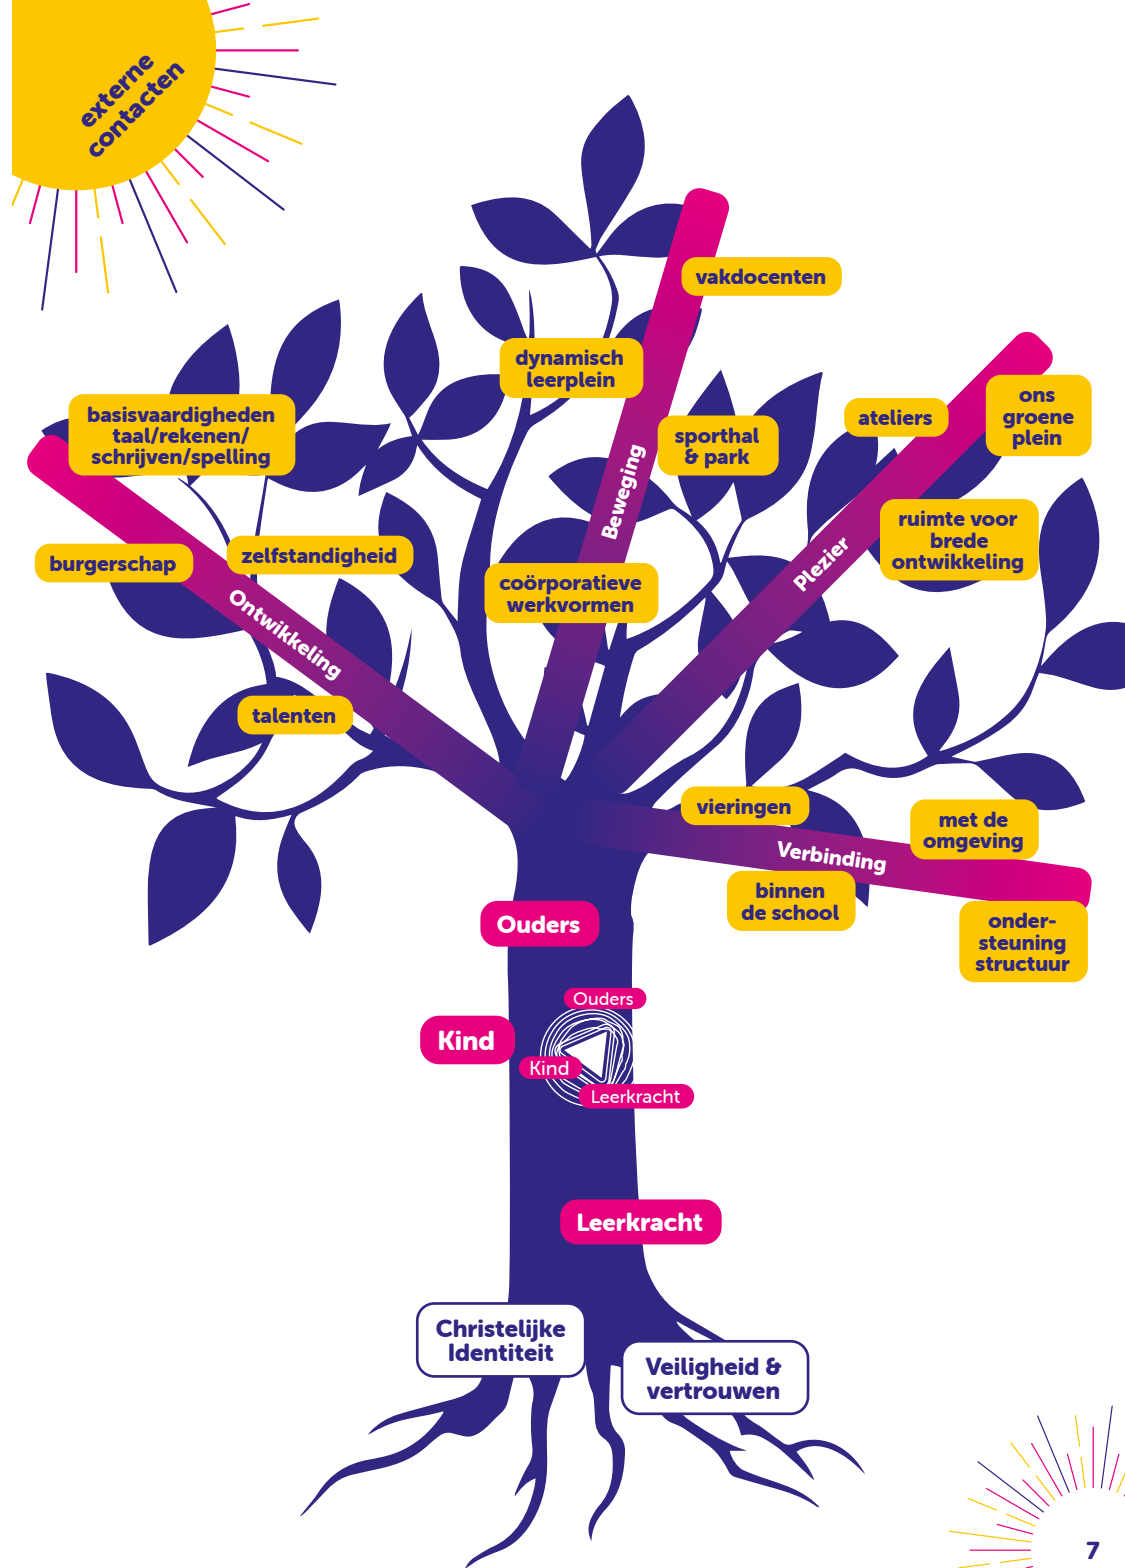 externe
contacten
vakdocenten
dynamisch
leerplein
ons
groene
plein
basisvaardigheden
taal/rekenen/
schrijven/spelling
ateliers
sporthal
& park
Beweging
ruimte voor
brede
ontwikkeling
burgerschap
zelfstandigheid
Plezier
coörporatieve
werkvormen
Ontwikkeling
talenten
vieringen
met de
omgeving
Verbinding
binnen
de school
onder-
steuning
structuur
Ouders
Ouders
Kind
Kind
Leerkracht
Leerkracht
Christelijke
Identiteit
Veiligheid &
vertrouwen
7